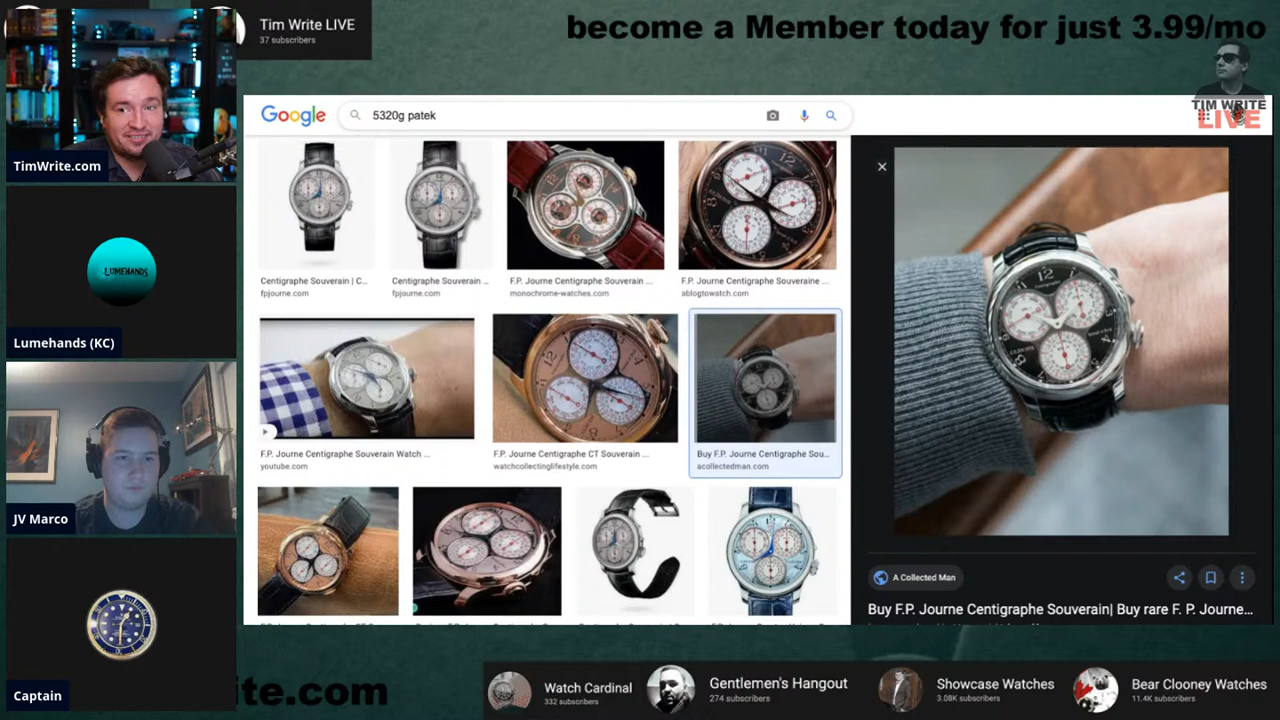 Tim Write LIVE
37 subscribers
become a Member today for just 3.99/mo
TIM WRITE
LIVE
TimWrite.com
LUMEHANDS
Lumehands (KC)
JV Marco
Captain
Google
5320g patek
Centigraphe Souverain | C...
fpjourne.com
Centigraphe Souverain ...
fpjourne.com
F.P. Journe Centigraphe Souverain ...
monochrome-watches.com
F.P. Journe Centigraphe Souveraine ...
ablogtowatch.com
F.P. Journe Centigraphe Souverain Watch ...
youtube.com
F.P. Journe Centigraphe CT Souverain ...
watchcollectinglifestyle.com
Buy F.P. Journe Centigraphe Sou...
acollectedman.com
A Collected Man
Buy F.P. Journe Centigraphe Souverain| Buy rare F. P. Journe...
ite.com
Watch Cardinal
332 subscribers
Gentlemen's Hangout
274 subscribers
Showcase Watches
3.08K subscribers
Bear Clooney Watches
11.4K subscribers